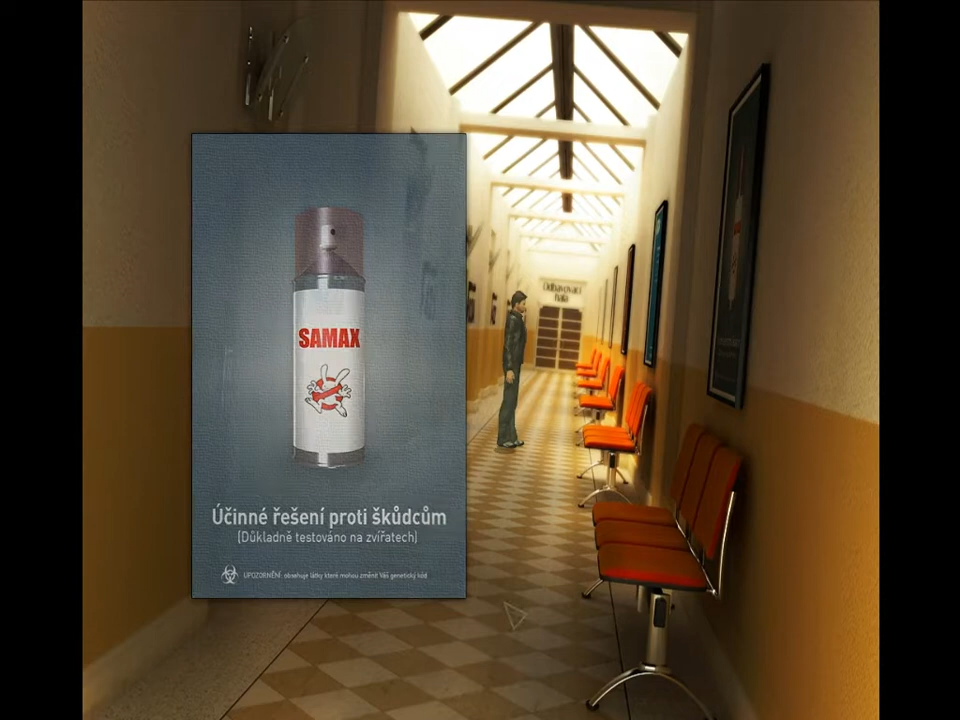 SAMAX
Účinné řešení proti škůdcům
(Důkladně testováno na zvířatech)
UPOZORNĚNÍ: obsahuje látky které mohou změnit Váš genetický kód
Odbavovací
hala